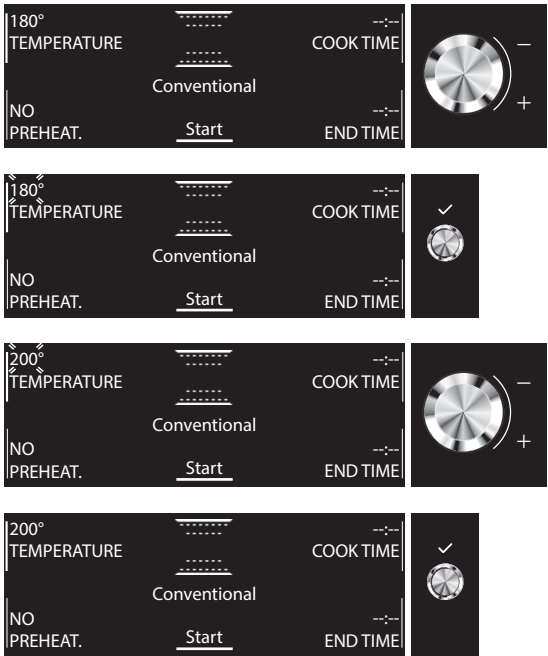 180° --:--
TEMPERATURE COOK TIME
Conventional
NO --:--
PREHEAT. Start END TIME
− +
180° --:--
TEMPERATURE COOK TIME
Conventional
NO --:--
PREHEAT. Start END TIME
200° --:--
TEMPERATURE COOK TIME
Conventional
NO --:--
PREHEAT. Start END TIME
− +
200° --:--
TEMPERATURE COOK TIME
Conventional
NO --:--
PREHEAT. Start END TIME